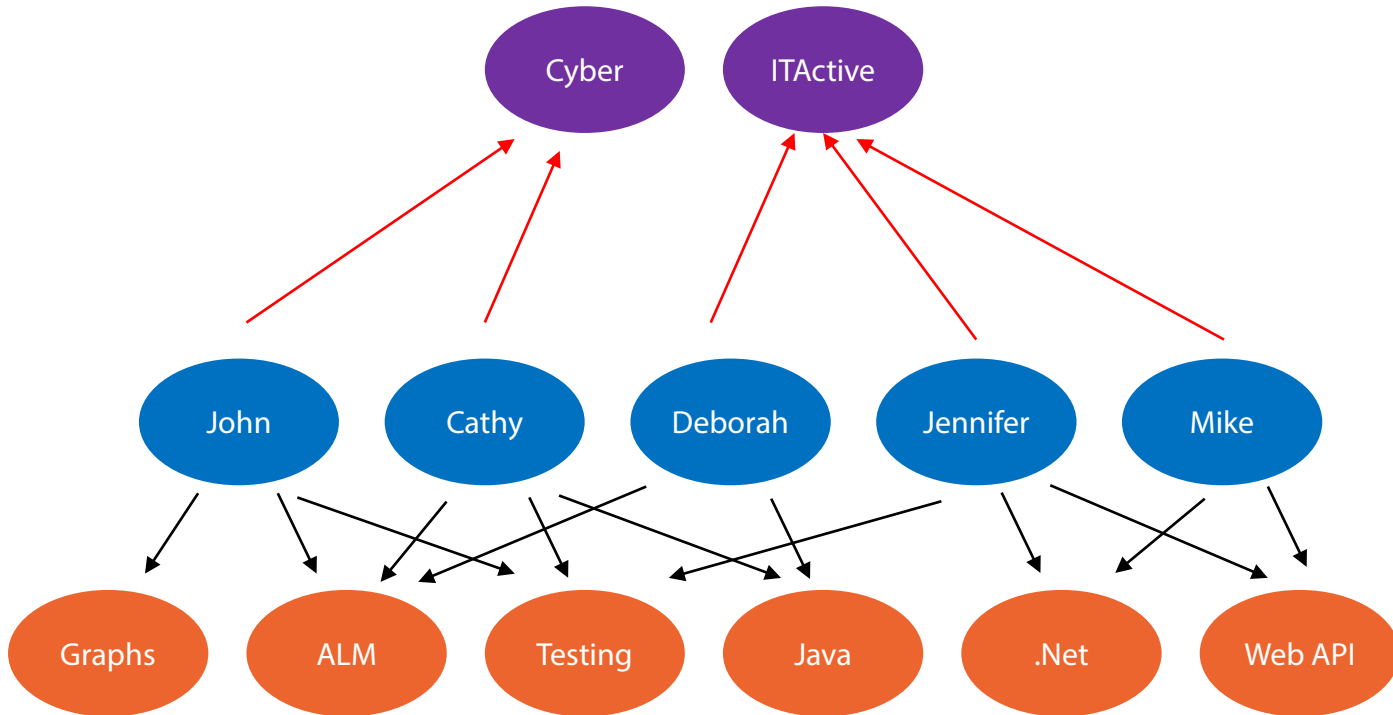 Cyber
ITActive
John
Cathy
Deborah
Jennifer
Mike
Graphs
ALM
Testing
Java
.Net
Web API